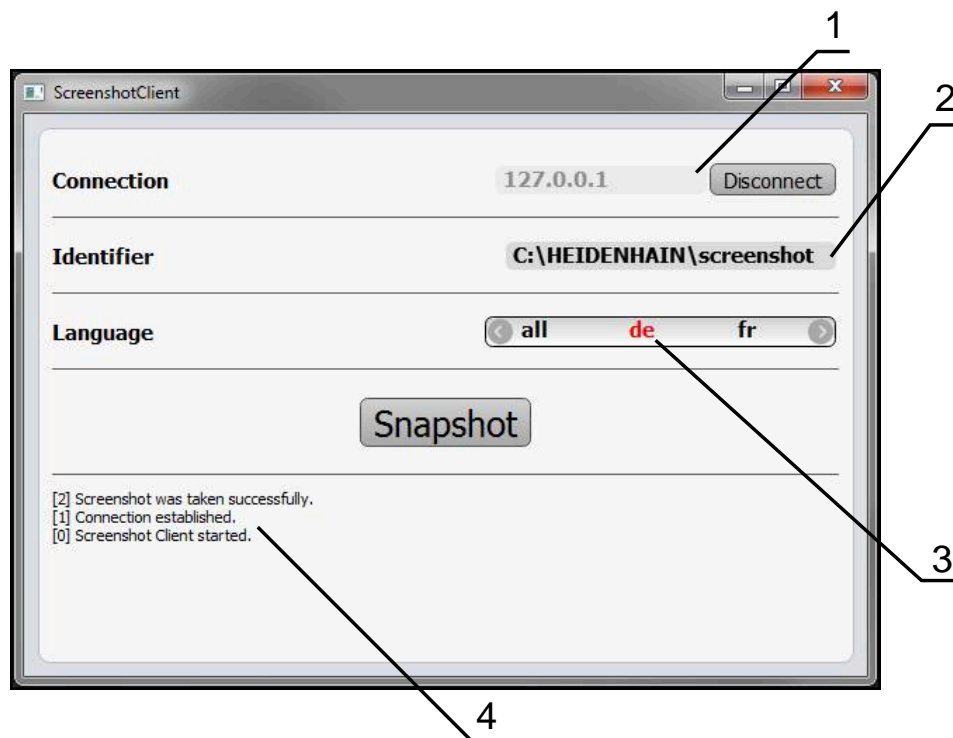 1
ScreenshotClient
2
Connection 127.0.0.1 Disconnect
Identifier C:\HEIDENHAIN\screenshot
Language all de fr
Snapshot
[2] Screenshot was taken successfully.
[1] Connection established.
[0] Screenshot Client started.
3
4